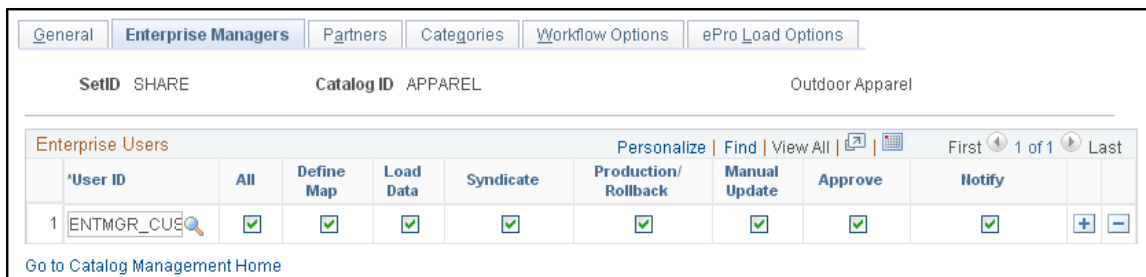 General Enterprise Managers Partners Categories Workflow Options ePro Load Options
SetID SHARE Catalog ID APPAREL Outdoor Apparel
Enterprise Users Personalize | Find | View All | | First 1 of 1 Last
*User ID All Define Map Load Data Syndicate Production/ Rollback Manual Update Approve Notify
1 ENTMGR_CUS
Go to Catalog Management Home